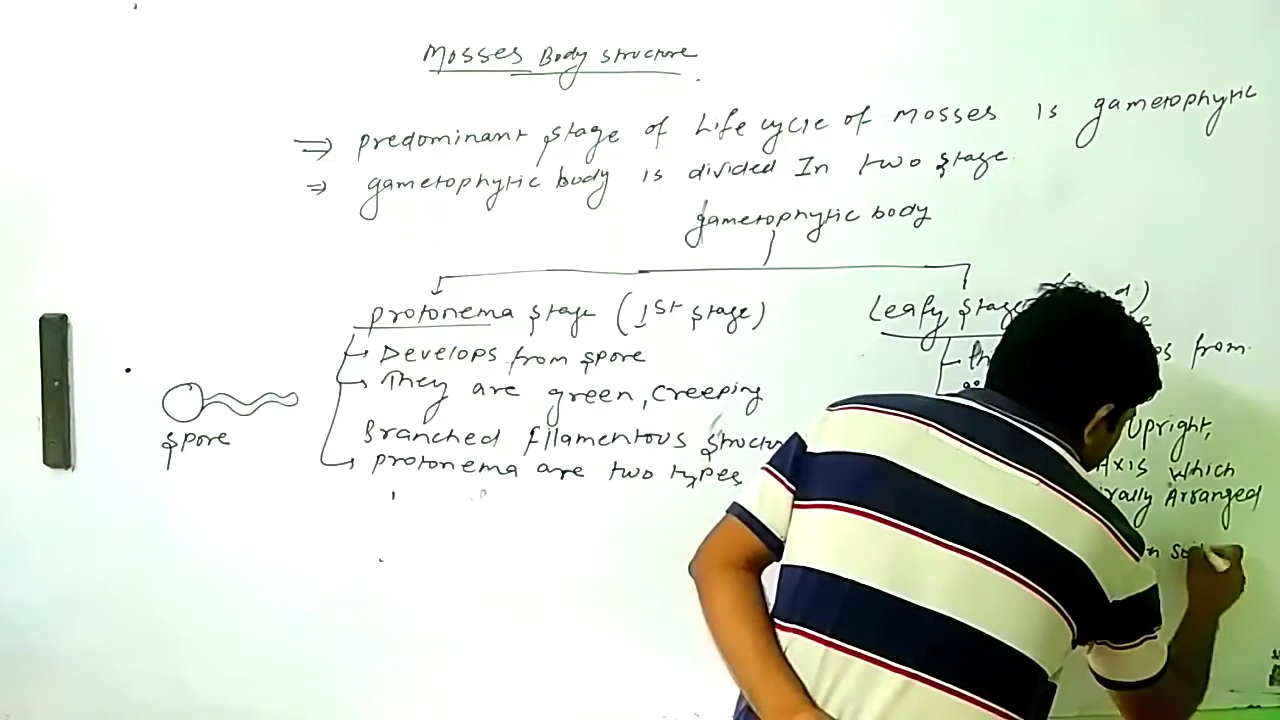 Mosses Body structure
⇒ predominant stage of Life cycle of mosses is gametophytic
⇒ gametophytic body is divided In two stage
gametophytic body
protonema stage (1st stage)
Develops from spore
They are green, creeping
Branched filamentous
protonema are two types
spore
Leafy stage
from
Upright,
Axis which
Arranged